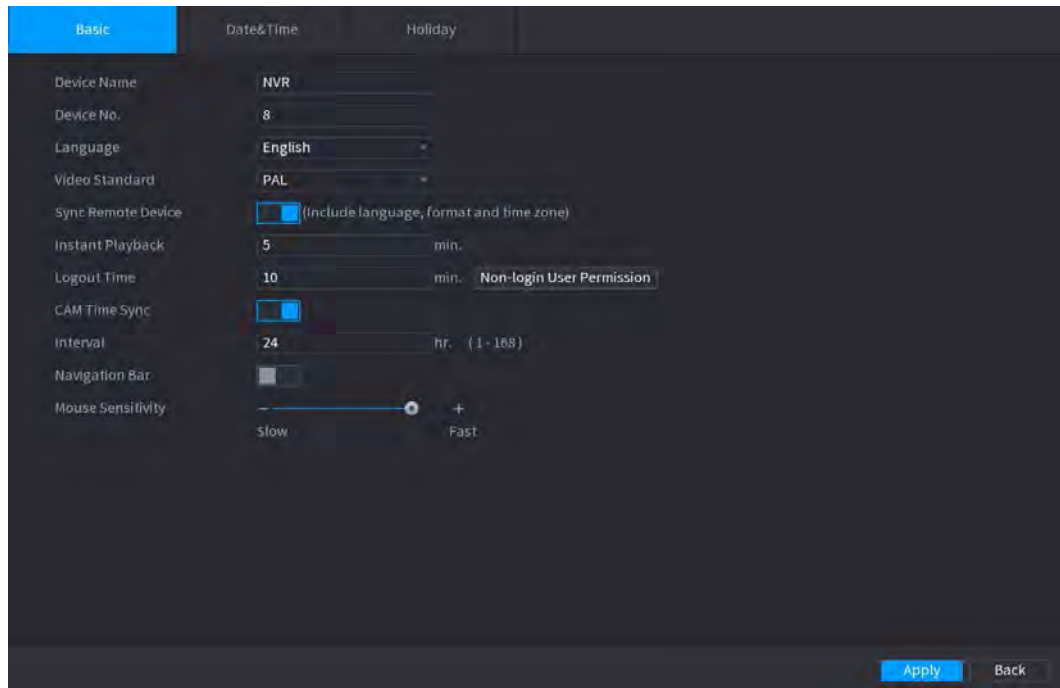 Basic Date&Time Holiday
Device Name NVR
Device No. 8
Language English
Video Standard PAL
Sync Remote Device (Include language, format and time zone)
Instant Playback 5 min.
Logout Time 10 min. Non-login User Permission
CAM Time Sync
Interval 24 hr. (1-168)
Navigation Bar
Mouse Sensitivity - +
Slow Fast
Apply Back